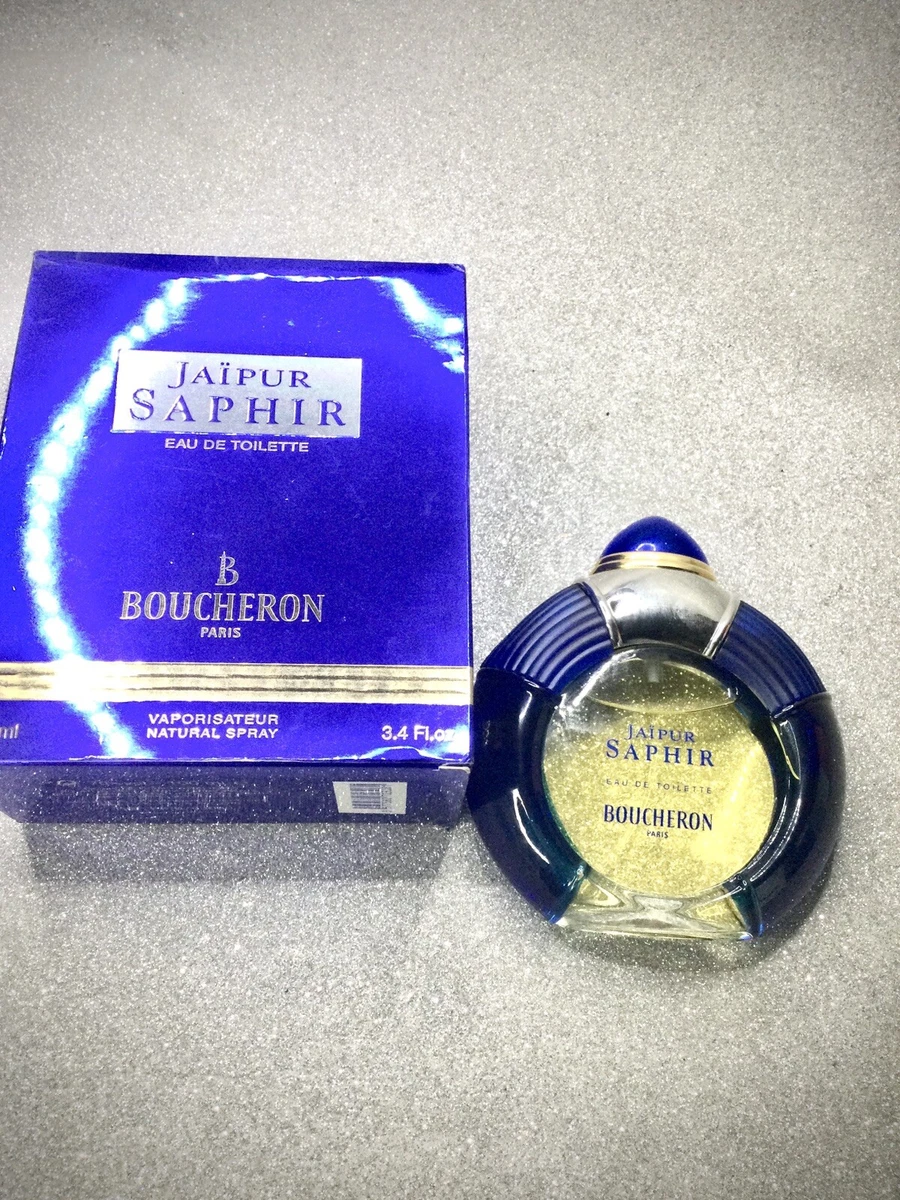 JAÏPUR
SAPHIR
EAU DE TOILETTE
B
BOUCHERON
PARIS
VAPORISATEUR
NATURAL SPRAY
ml
3.4 Fl.oz
JAÏPUR
SAPHIR
EAU DE TOILETTE
BOUCHERON
PARIS